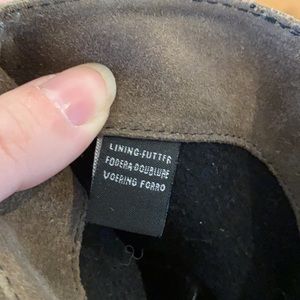 LINING-FUTTER
FODERA DOUBLURE
VOERING FORRO